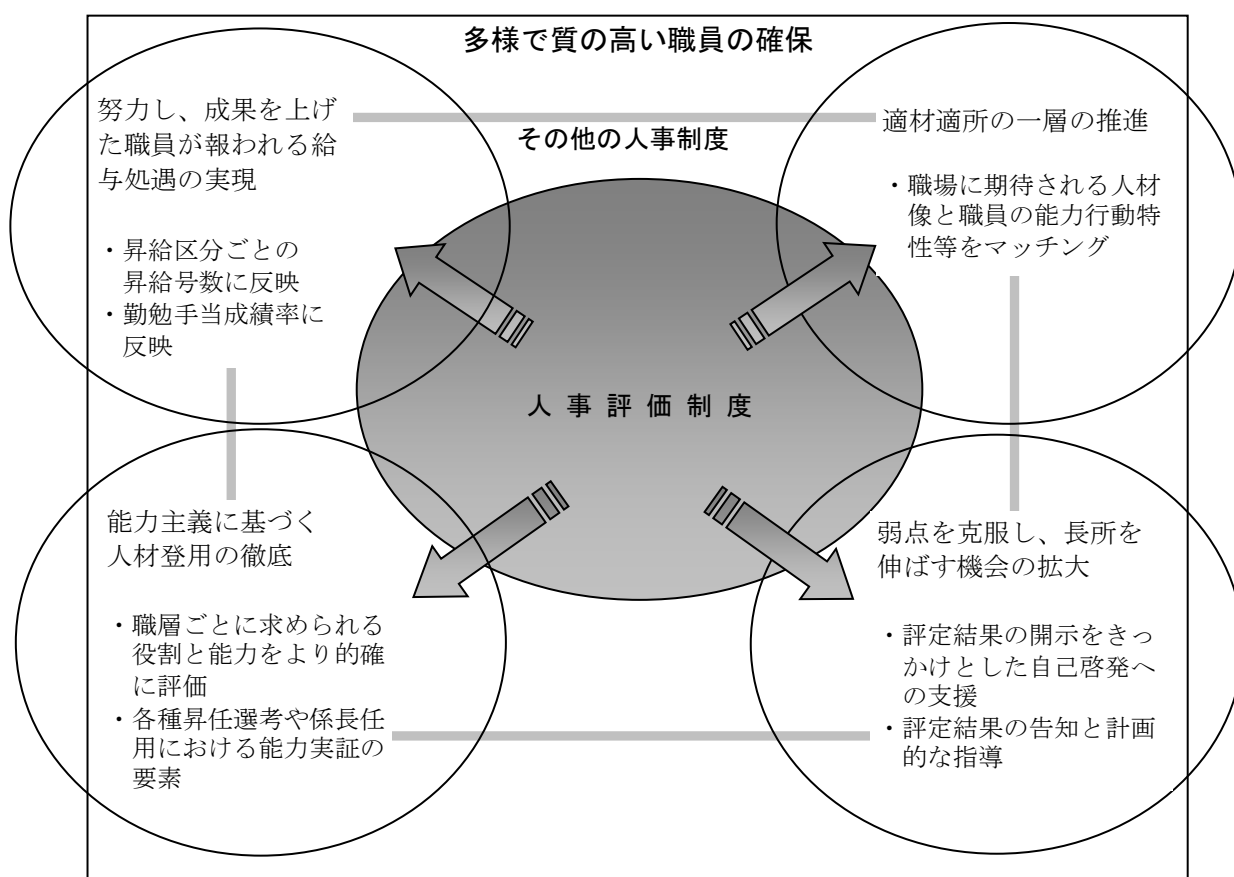 多様で質の高い職員の確保
努力し、成果を上げ
た職員が報われる給
与処遇の実現
・昇給区分ごとの
昇給号数に反映
・勤勉手当成績率に
反映
その他の人事制度
適材適所の一層の推進
・職場に期待される人材
像と職員の能力行動特
性等をマッチング
人事評価制度
能力主義に基づく
人材登用の徹底
・職層ごとに求められる
役割と能力をより的確
に評価
・各種昇任選考や係長任
用における能力実証の
要素
弱点を克服し、長所を
伸ばす機会の拡大
・評定結果の開示をきっ
かけとした自己啓発へ
の支援
・評定結果の告知と計画
的な指導